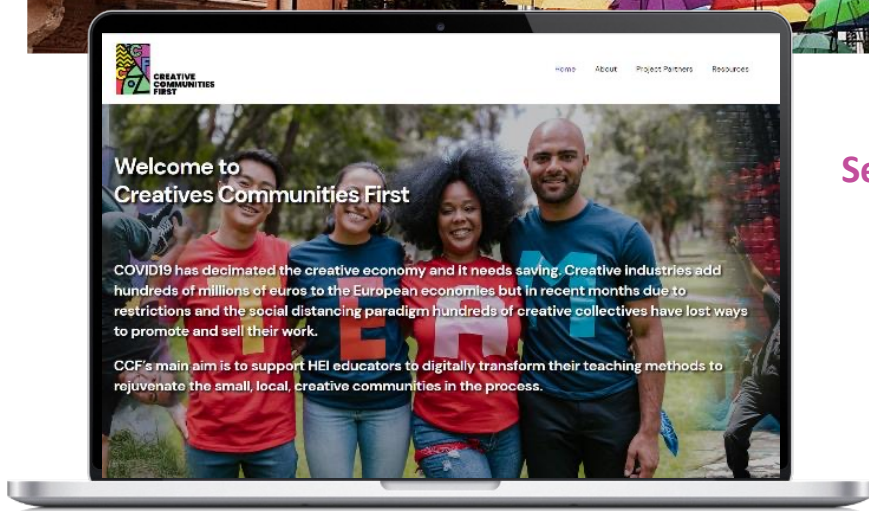 CREATIVE
COMMUNITIES
FIRST
Home About Project Partners Resources
Welcome to
Creatives Communities First
COVID19 has decimated the creative economy and it needs saving. Creative industries add
hundreds of millions of euros to the European economies but in recent months due to
restrictions and the social distancing paradigm hundreds of creative collectives have lost ways
to promote and sell their work.
CCF's main aim is to support HEI educators to digitally transform their teaching methods to
rejuvenate the small, local, creative communities in the process.
TEAM
Se